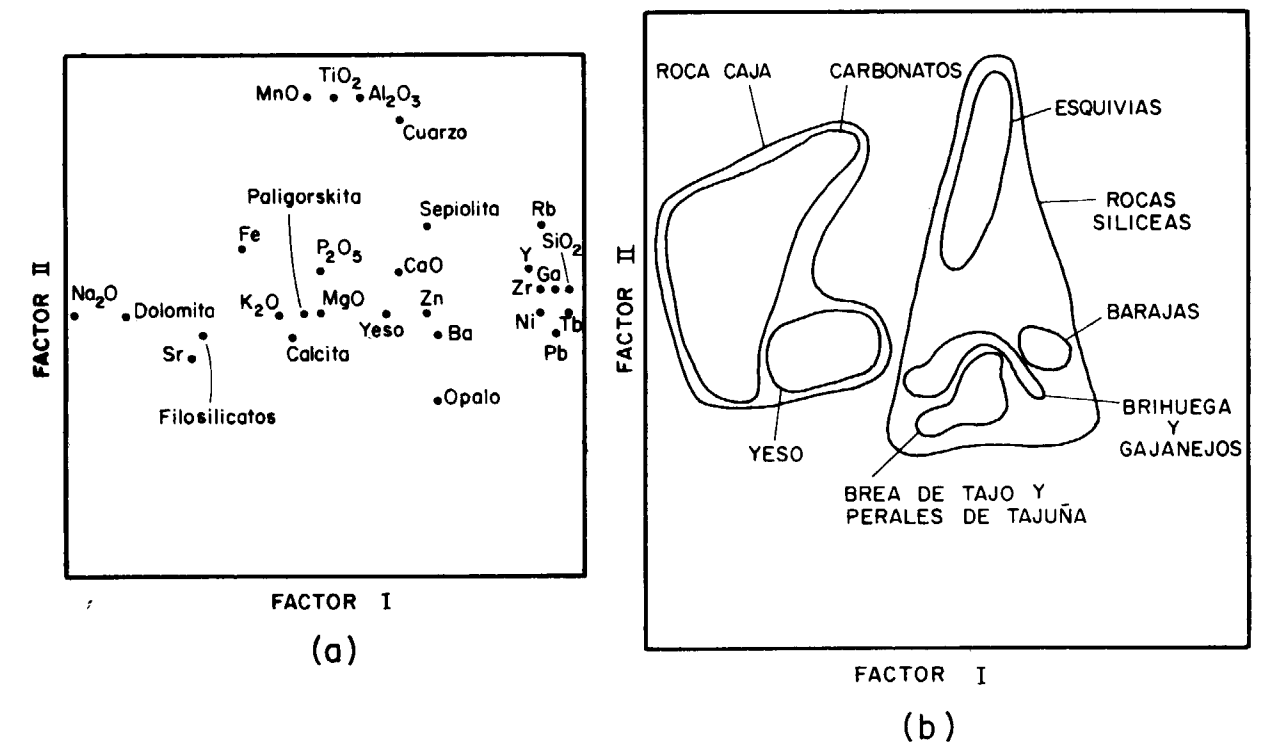 TiO2
MnO
Al2O3
Cuarzo
Paligorskita
Sepiolita
Rb
Fe
SiO2
P2O5
Y
CaO
Ga
Na2O
Zr
Dolomita
K2O
MgO
Zn
Yeso
Ni
Tb
Ba
Sr
Calcita
Pb
Opalo
Filosilicatos
FACTOR II
FACTOR I
(a)
ROCA CAJA
CARBONATOS
ESQUIVIAS
ROCAS
SILICEAS
BARAJAS
BRIHUEGA
Y
GAJANEJOS
YESO
BREA DE TAJO Y
PERALES DE TAJUÑA
FACTOR II
FACTOR I
(b)